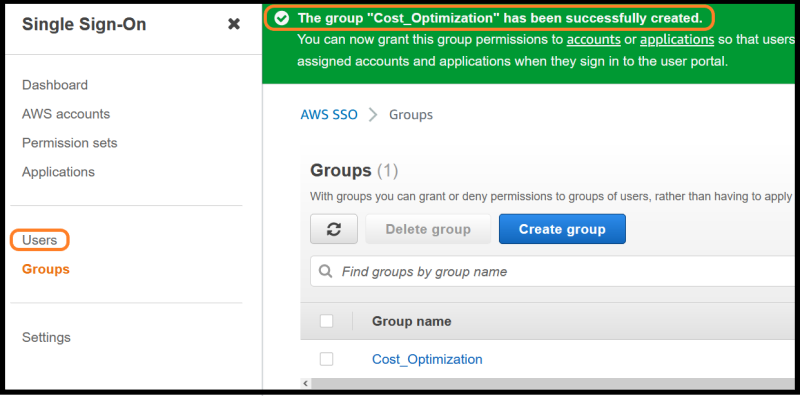 Single Sign-On
Dashboard
AWS accounts
Permission sets
Applications
Users
Groups
Settings
The group "Cost_Optimization" has been successfully created.
You can now grant this group permissions to accounts or applications so that users
assigned accounts and applications when they sign in to the user portal.
AWS SSO > Groups
Groups (1)
With groups you can grant or deny permissions to groups of users, rather than having to apply
Delete group Create group
Find groups by group name
Group name
Cost_Optimization